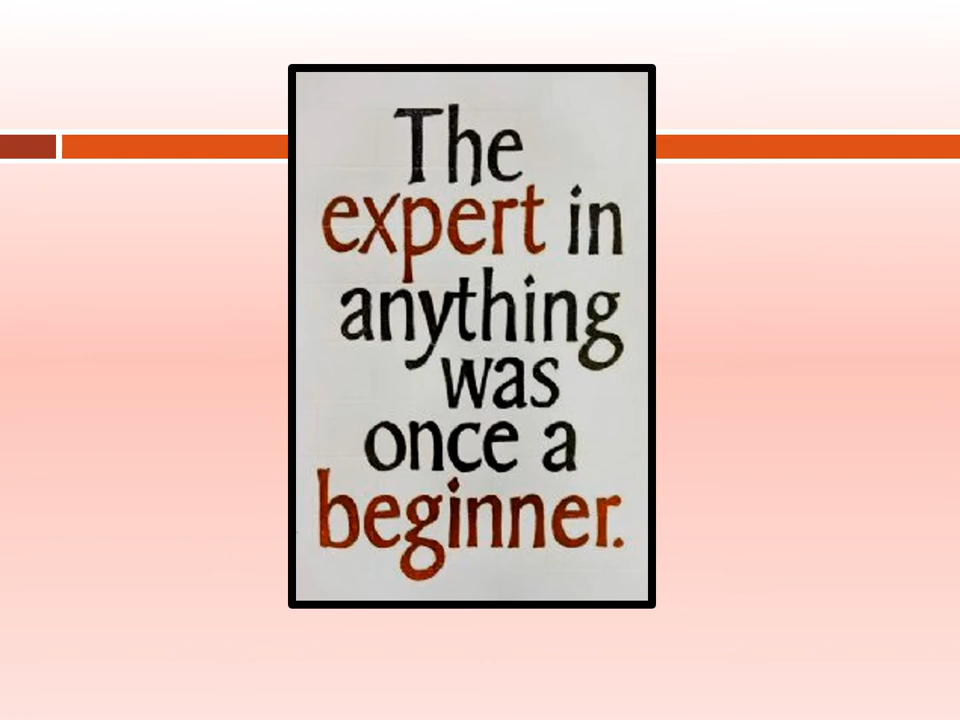 The
expert in
anything
was
once a
beginner.